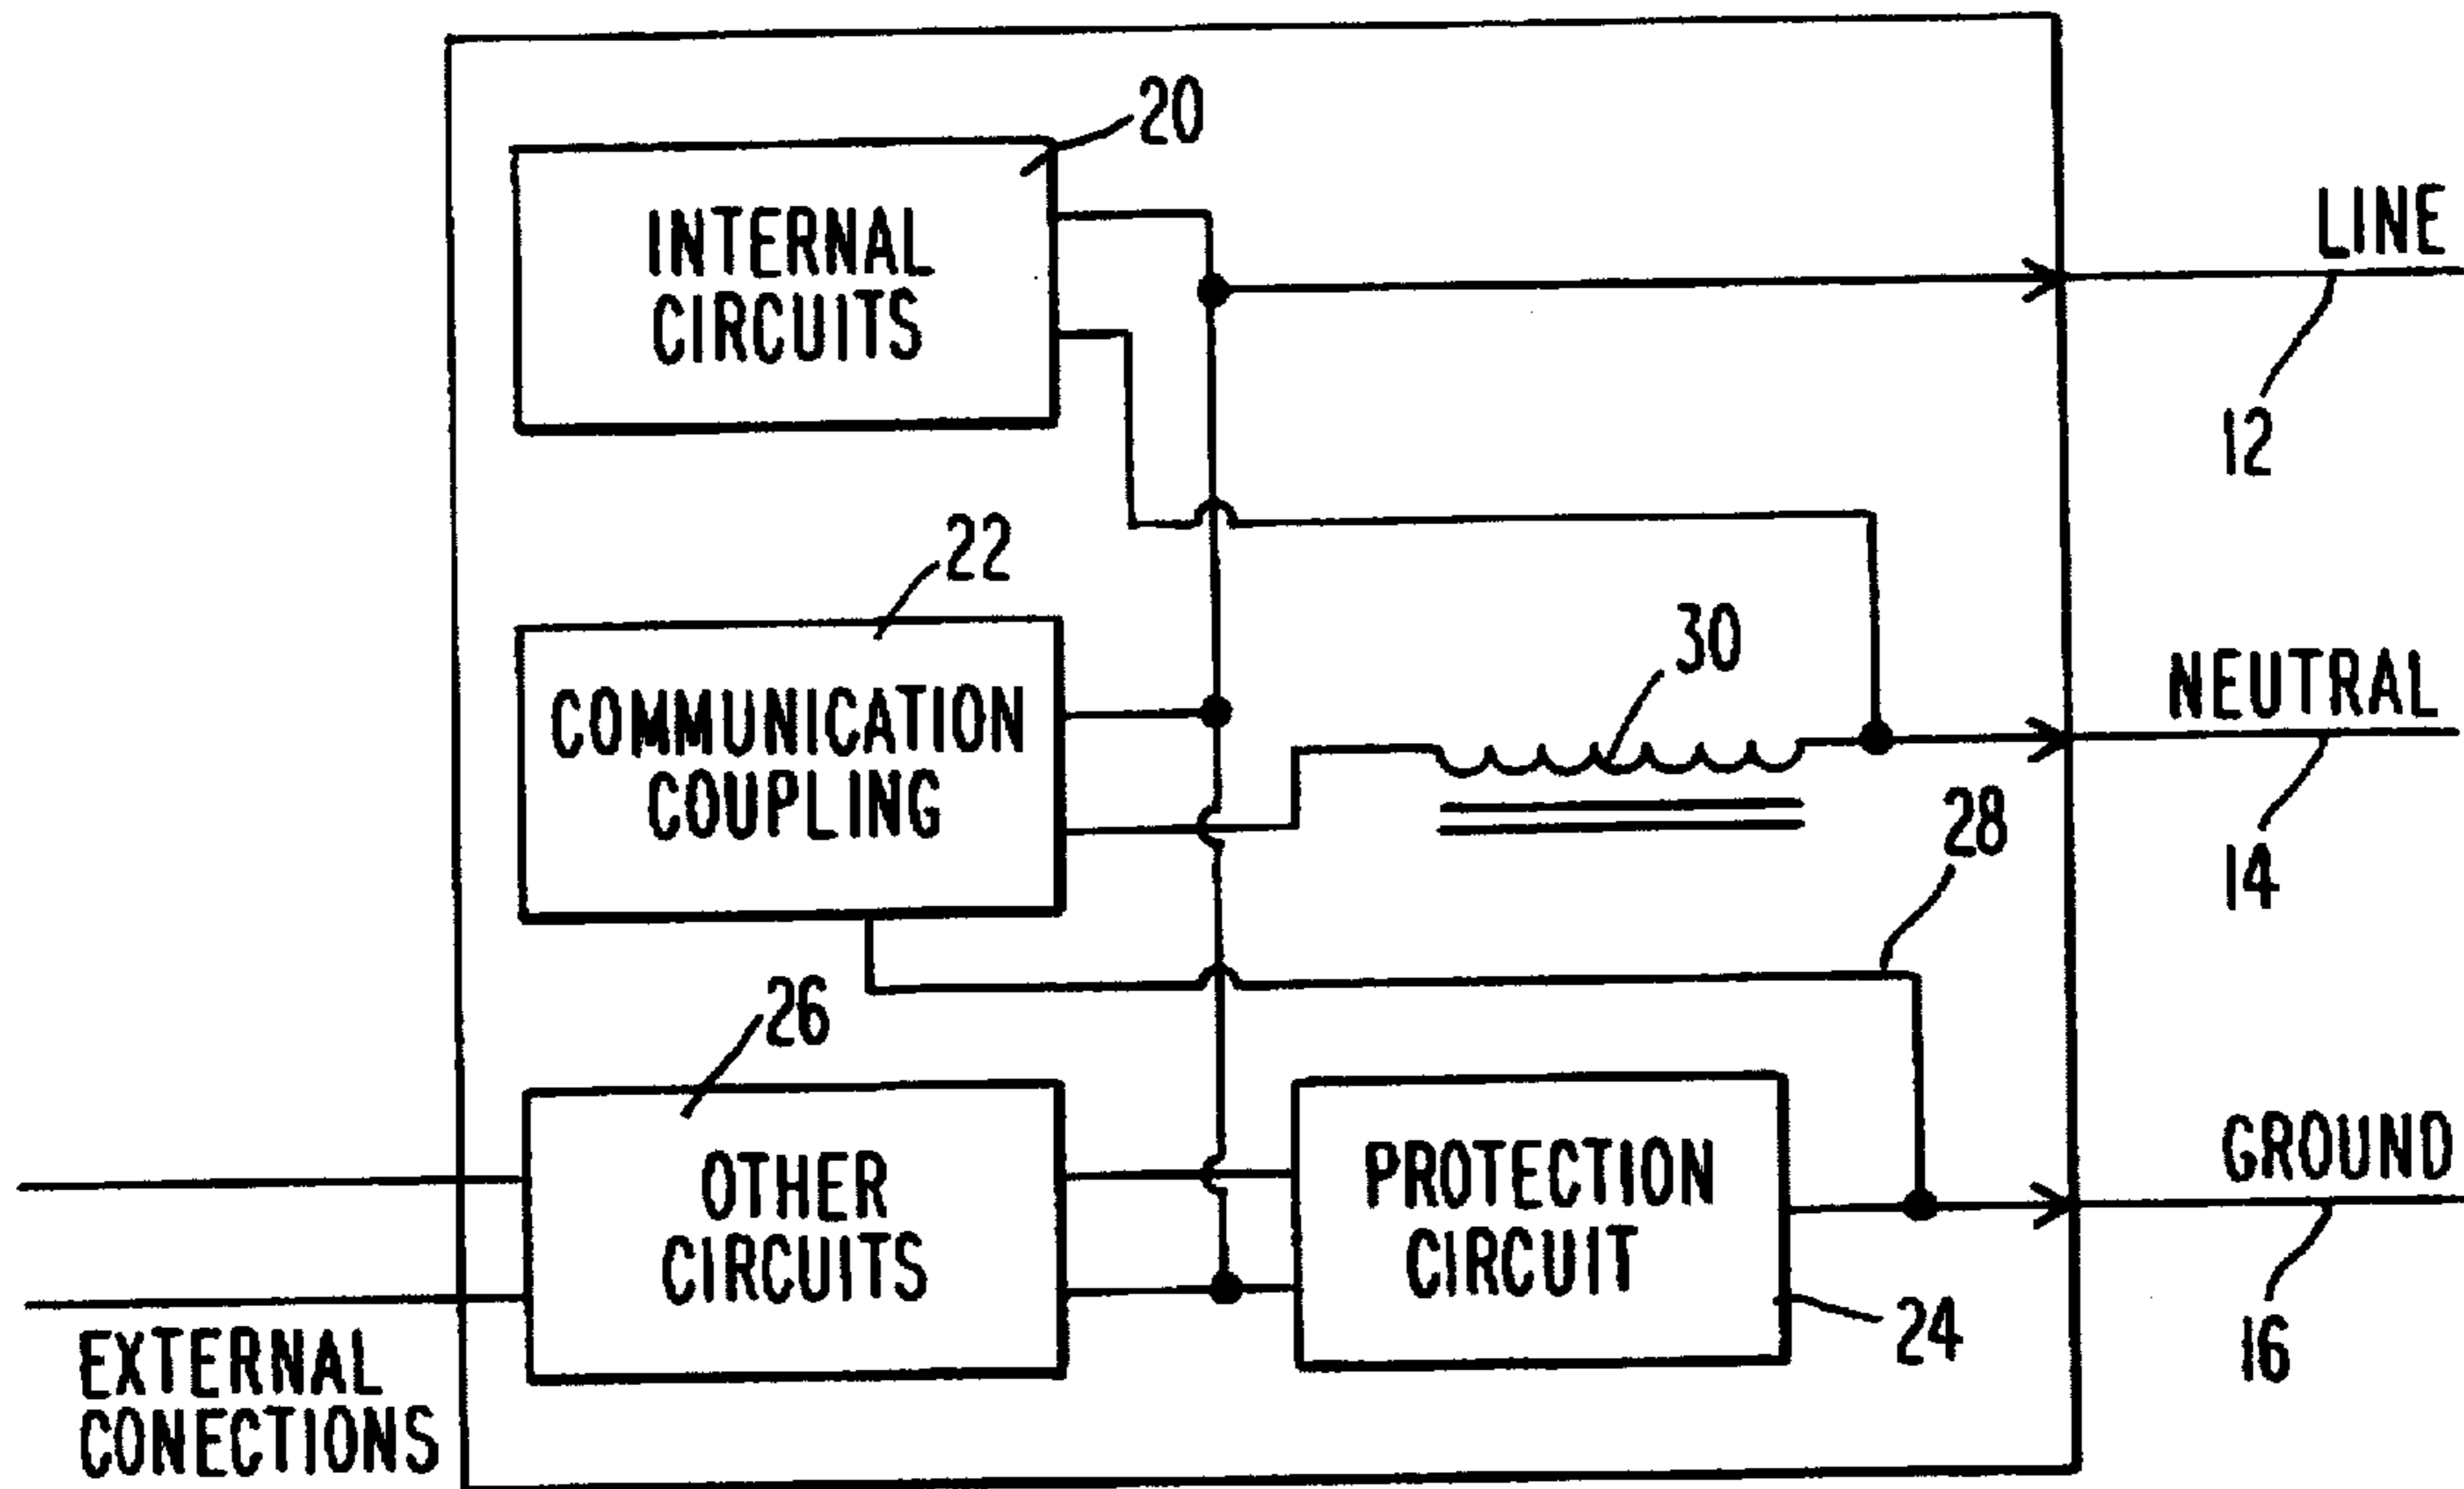 20
INTERNAL
CIRCUITS
LINE
12
22
COMMUNICATION
COUPLING
30
NEUTRAL
14
28
26
OTHER
CIRCUITS
PROTECTION
CIRCUIT
24
GROUND
16
EXTERNAL
CONECTIONS